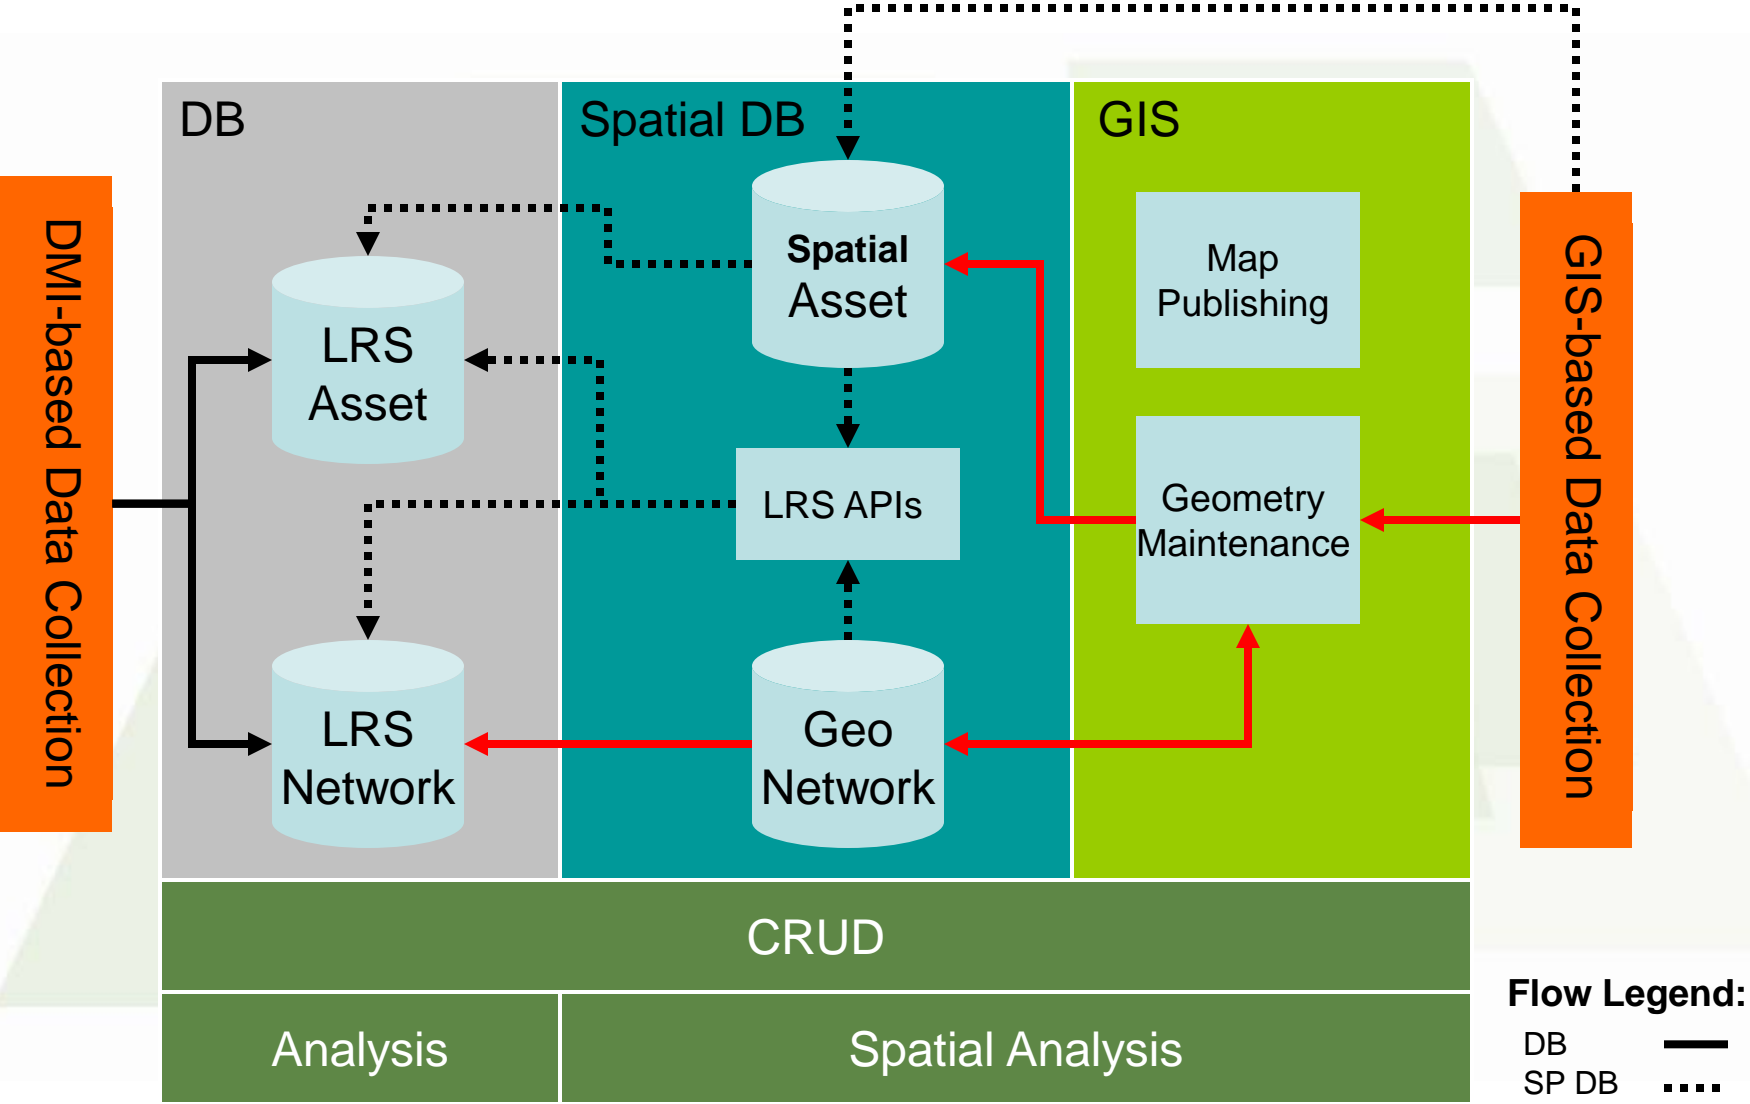 DB
Spatial DB
GIS
DMI-based Data Collection
LRS
Asset
LRS
Network
Spatial
Asset
LRS APIs
Geo
Network
Map
Publishing
Geometry
Maintenance
GIS-based Data Collection
CRUD
Analysis
Spatial Analysis
Flow Legend:
DB
SP DB